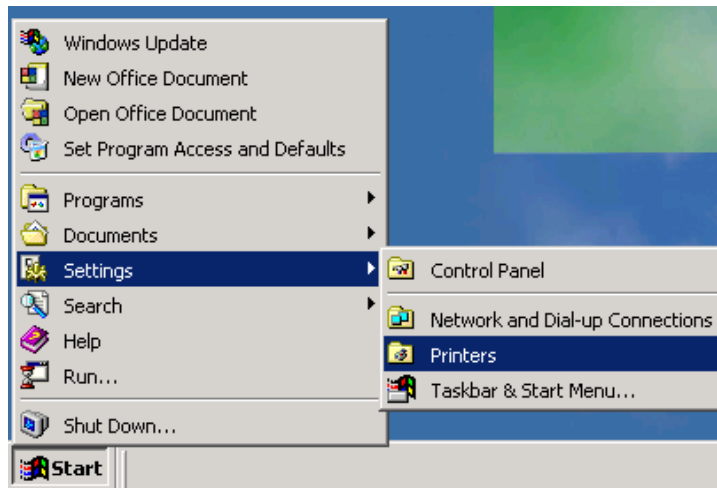 Windows Update
New Office Document
Open Office Document
Set Program Access and Defaults
Programs
Documents
Settings
Search
Help
Run...
Shut Down...
Control Panel
Network and Dial-up Connections
Printers
Taskbar & Start Menu...
Start